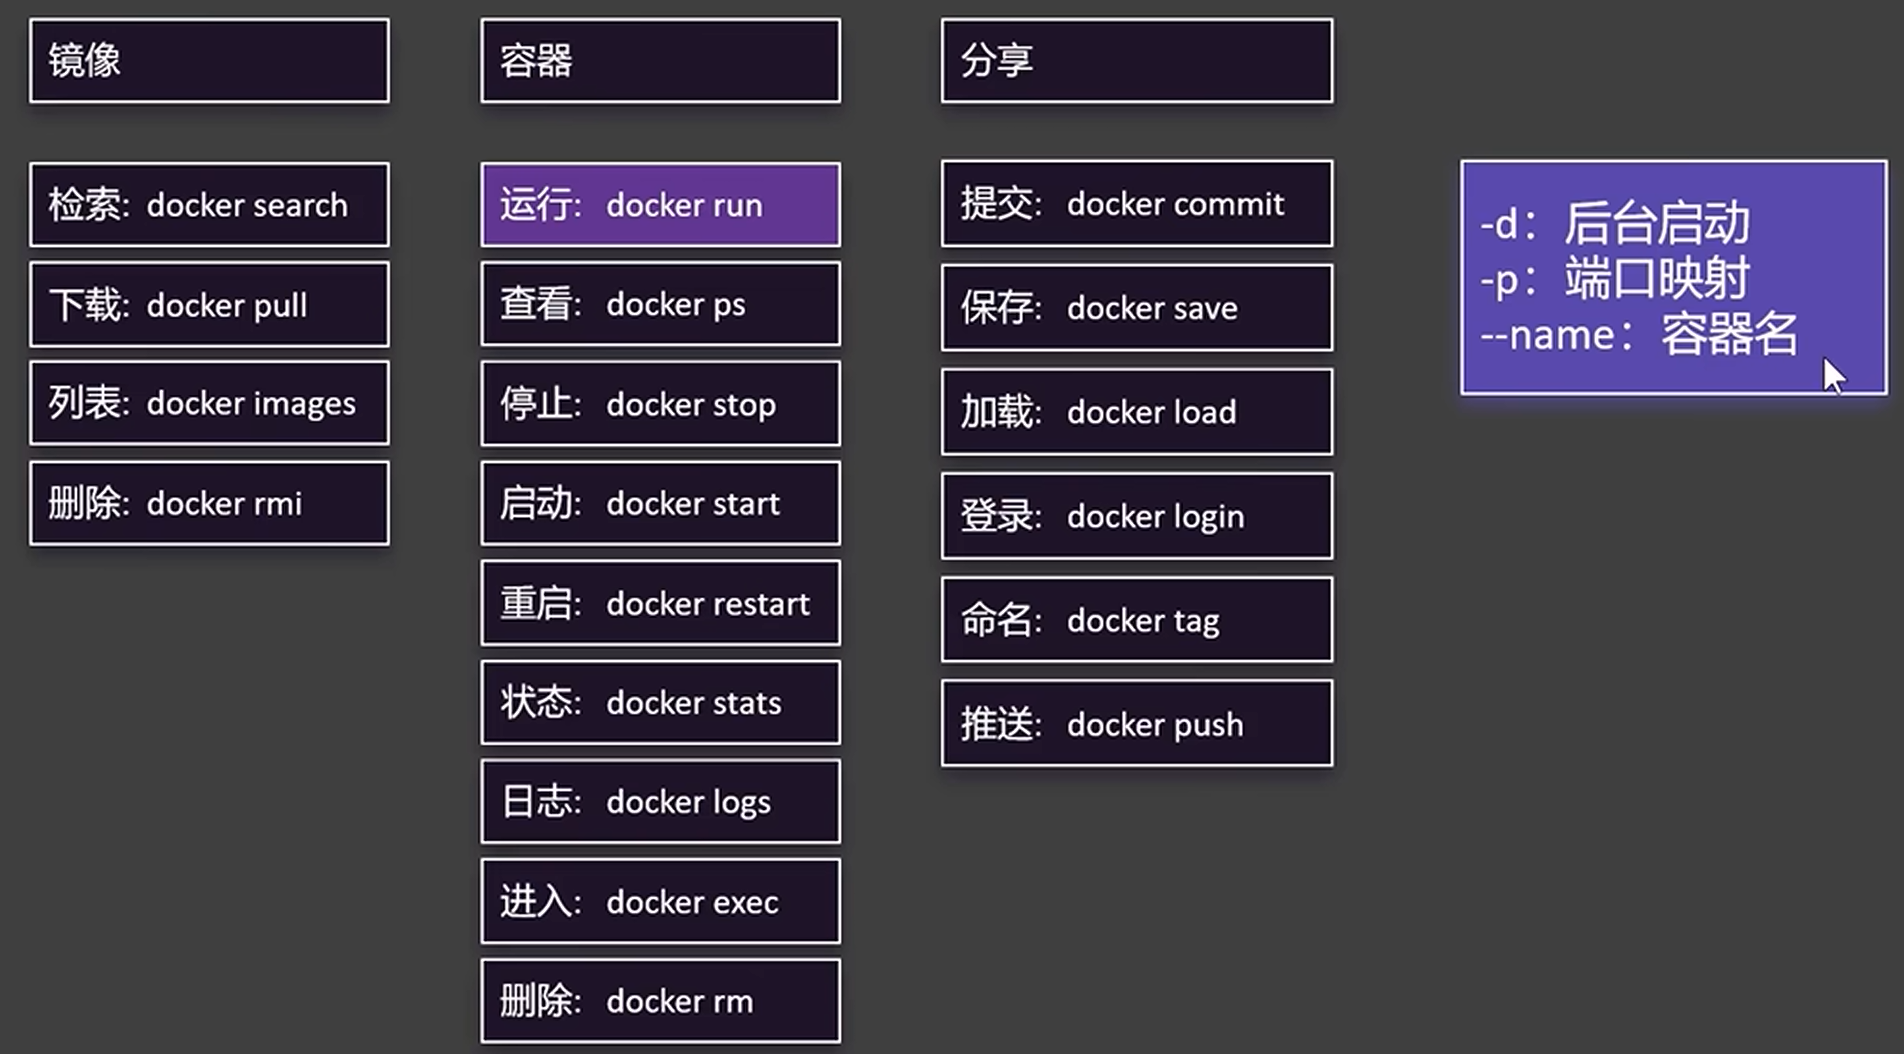 镜像
检索: docker search
下载: docker pull
列表: docker images
删除: docker rmi
容器
运行: docker run
查看: docker ps
停止: docker stop
启动: docker start
重启: docker restart
状态: docker stats
日志: docker logs
进入: docker exec
删除: docker rm
分享
提交: docker commit
保存: docker save
加载: docker load
登录: docker login
命名: docker tag
推送: docker push
-d：后台启动
-p：端口映射
--name：容器名